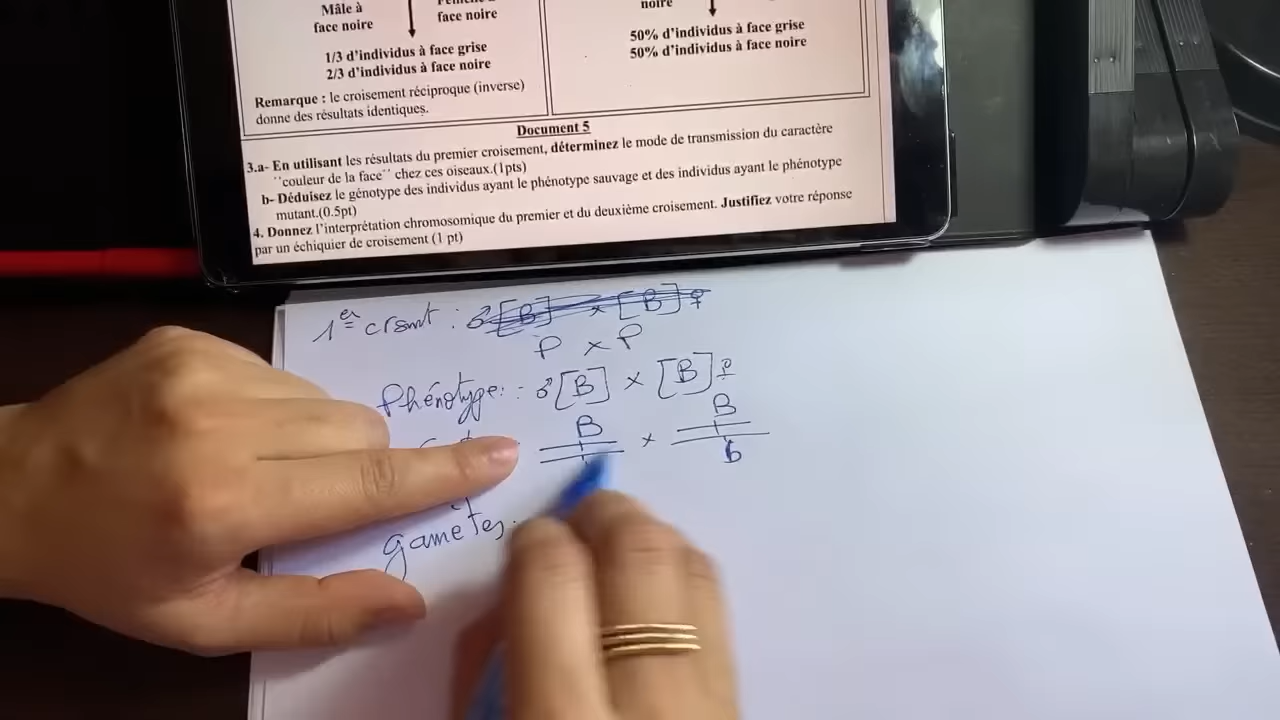 Mâle à
face noire
Femelle à
face noire
1/3 d'individus à face grise
2/3 d'individus à face noire
Remarque : le croisement réciproque (inverse)
donne des résultats identiques.
noire
50% d'individus à face grise
50% d'individus à face noire
Document 5
3.a- En utilisant les résultats du premier croisement, déterminez le mode de transmission du caractère
´´couleur de la face´´ chez ces oiseaux.(1pts)
b- Déduisez le génotype des individus ayant le phénotype sauvage et des individus ayant le phénotype
mutant.(0.5pt)
4. Donnez l'interprétation chromosomique du premier et du deuxième croisement. Justifiez votre réponse
par un échiquier de croisement (1 pt)
1er crsmt : ♂[B] × [B]♀
P × P
Phénotype: : ♂[B] × [B]♀
B × B
b
gamètes